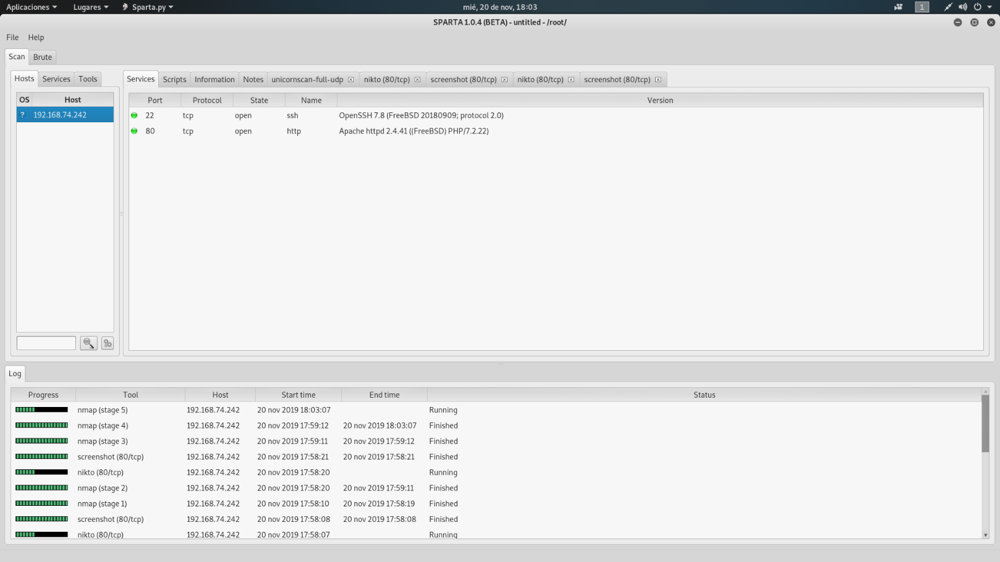 Aplicaciones Lugares Sparta.py mié, 20 de nov, 18:03 1
SPARTA 1.0.4 (BETA) - untitled - /root/
File Help
Scan Brute
Hosts Services Tools
OS Host
? 192.168.74.242
Services Scripts Information Notes unicornscan-full-udp nikto (80/tcp) screenshot (80/tcp) nikto (80/tcp) screenshot (80/tcp)
Port Protocol State Name Version
22 tcp open ssh OpenSSH 7.8 (FreeBSD 20180909; protocol 2.0)
80 tcp open http Apache httpd 2.4.41 ((FreeBSD) PHP/7.2.22)
Log
Progress Tool Host Start time End time Status
nmap (stage 5) 192.168.74.242 20 nov 2019 18:03:07 Running
nmap (stage 4) 192.168.74.242 20 nov 2019 17:59:12 20 nov 2019 18:03:07 Finished
nmap (stage 3) 192.168.74.242 20 nov 2019 17:59:11 20 nov 2019 17:59:12 Finished
screenshot (80/tcp) 192.168.74.242 20 nov 2019 17:58:21 20 nov 2019 17:58:21 Finished
nikto (80/tcp) 192.168.74.242 20 nov 2019 17:58:20 Running
nmap (stage 2) 192.168.74.242 20 nov 2019 17:58:20 20 nov 2019 17:59:11 Finished
nmap (stage 1) 192.168.74.242 20 nov 2019 17:58:10 20 nov 2019 17:58:19 Finished
screenshot (80/tcp) 192.168.74.242 20 nov 2019 17:58:08 20 nov 2019 17:58:08 Finished
nikto (80/tcp) 192.168.74.242 20 nov 2019 17:58:07 Running